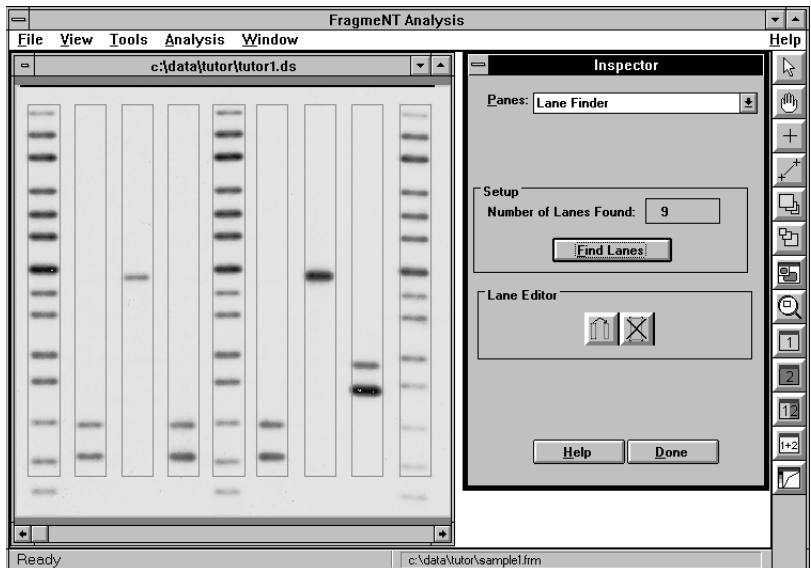 FragmeNT Analysis
File View Tools Analysis Window Help
c:\data\tutor\tutor1.ds
Inspector
Panes: Lane Finder
Setup
Number of Lanes Found: 9
Find Lanes
Lane Editor
Help Done
1
2
12
1+2
Ready
c:\data\tutor\sample1.frm